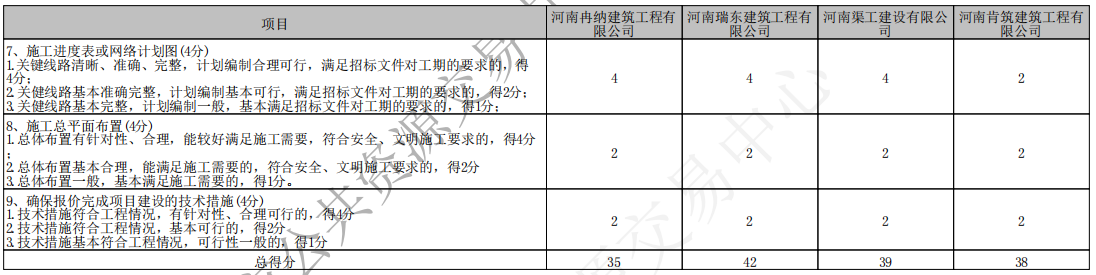 项目
河南冉纳建筑工程有限公司
河南瑞东建筑工程有限公司
河南渠工建设有限公司
河南肯筑建筑工程有限公司
7、施工进度表或网络计划图(4分)
1.关键线路清晰、准确、完整，计划编制合理可行，满足招标文件对工期的要求的，得
4分；
2.关健线路基本准确完整，计划编制基本可行，满足招标文件对工期的要求的，得2分；
3.关健线路基本完整，计划编制一般，基本满足招标文件对工期的要求的，得1分；
4 4 4 2
8、施工总平面布置(4分)
1.总体布置有针对性、合理，能较好满足施工需要，符合安全、文明施工要求的，得4分
；
2.总体布置基本合理，能满足施工需要的，符合安全、文明施工要求的，得2分
3.总体布置一般，基本满足施工需要的，得1分。
2 2 2 2
9、确保报价完成项目建设的技术措施(4分)
1.技术措施符合工程情况，有针对性、合理可行的，得4分
2.技术措施符合工程情况，基本可行的，得2分
3.技术措施基本符合工程情况，可行性一般的，得1分
2 2 2 2
总得分 35 42 39 38
公共资源交易中心
交易中心